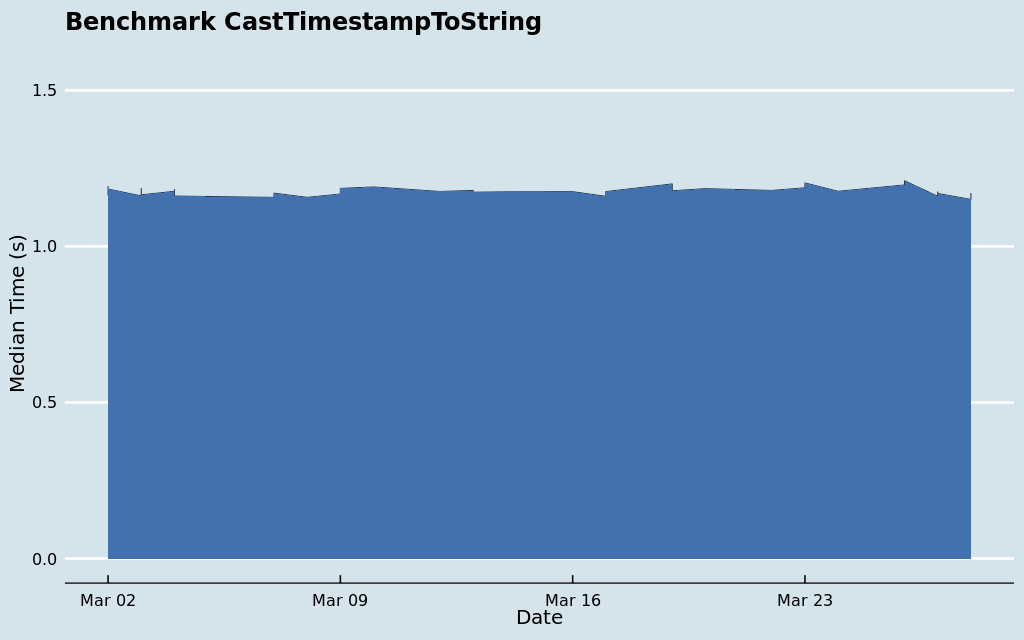 Benchmark CastTimestampToString
1.5
1.0
0.5
0.0
Median Time (s)
Mar 02
Mar 09
Mar 16
Mar 23
Date